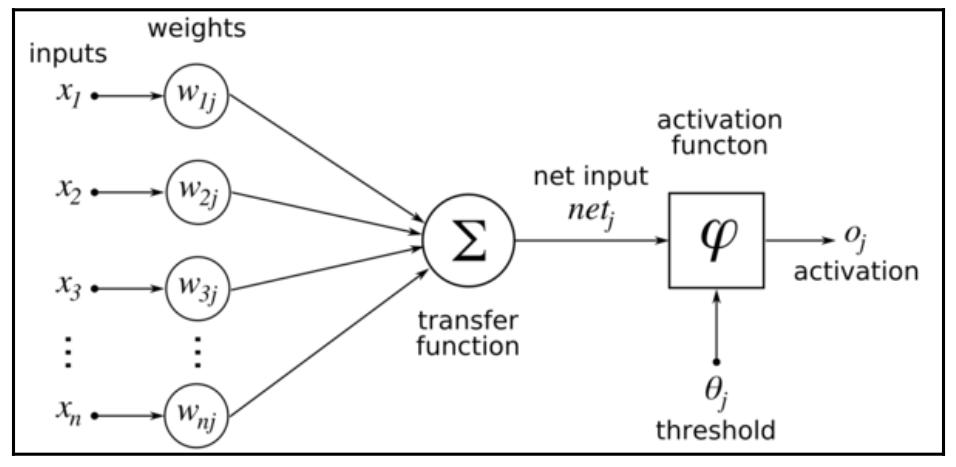 weights
inputs
x1 w1j
x2 w2j
x3 w3j
⋮ ⋮
xn wnj
Σ
transfer
function
net input
netj
activation
functon
φ
oj
activation
θj
threshold